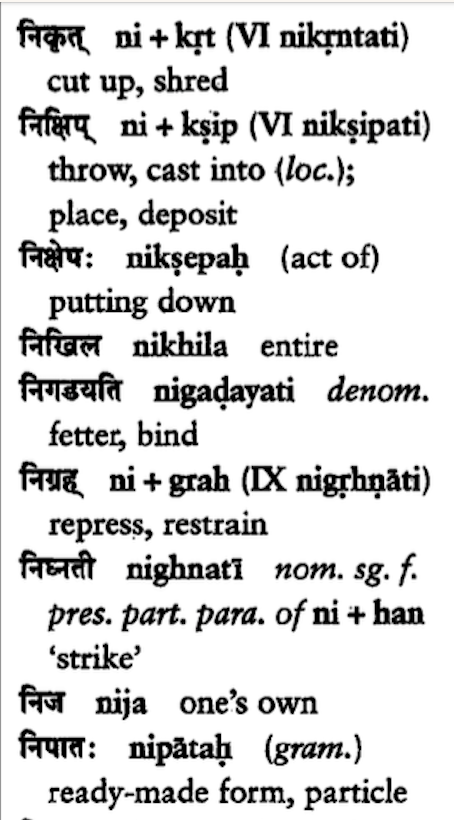 निकृत् ni + kṛt (VI nikṛntati)
cut up, shred
निक्षिप् ni + kṣip (VI nikṣipati)
throw, cast into (loc.);
place, deposit
निक्षेपः nikṣepaḥ (act of)
putting down
निखिल nikhila entire
निगडयति nigaḍayati denom.
fetter, bind
निग्रह् ni + grah (IX nigṛhṇāti)
repress, restrain
निघ्नती nighnatī nom. sg. f.
pres. part. para. of ni + han
‘strike’
निज nija one’s own
निपातः nipātaḥ (gram.)
ready-made form, particle